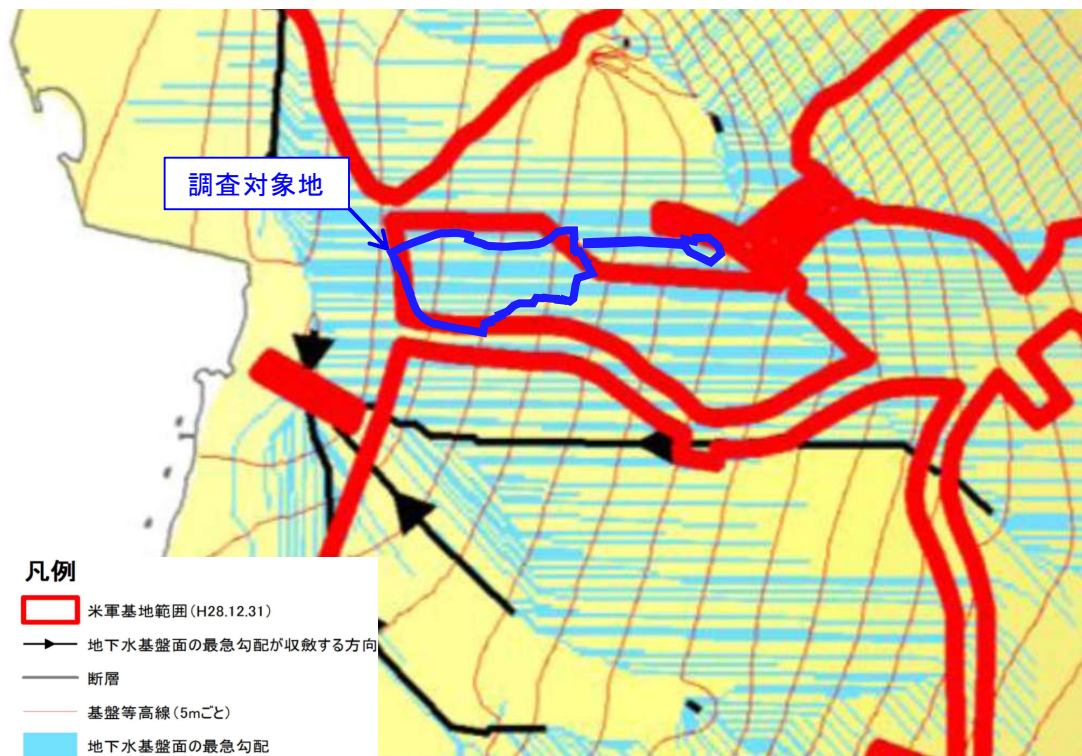 調査対象地
凡例
米軍基地範囲(H28.12.31)
地下水基盤面の最急勾配が収斂する方向
断層
基盤等高線(5mごと)
地下水基盤面の最急勾配